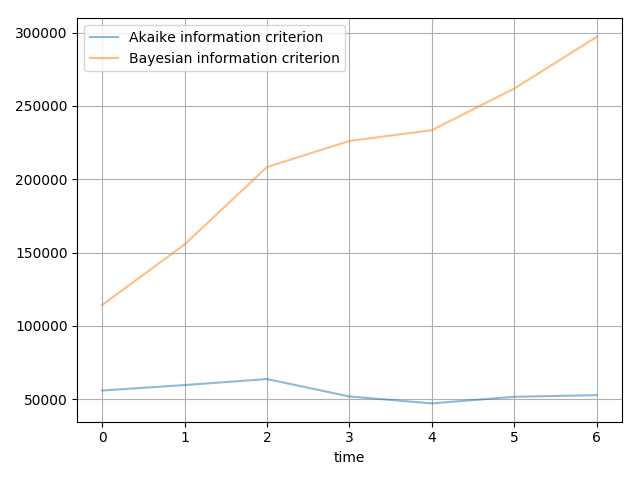 Akaike information criterion
Bayesian information criterion
300000
250000
200000
150000
100000
50000
0 1 2 3 4 5 6
time